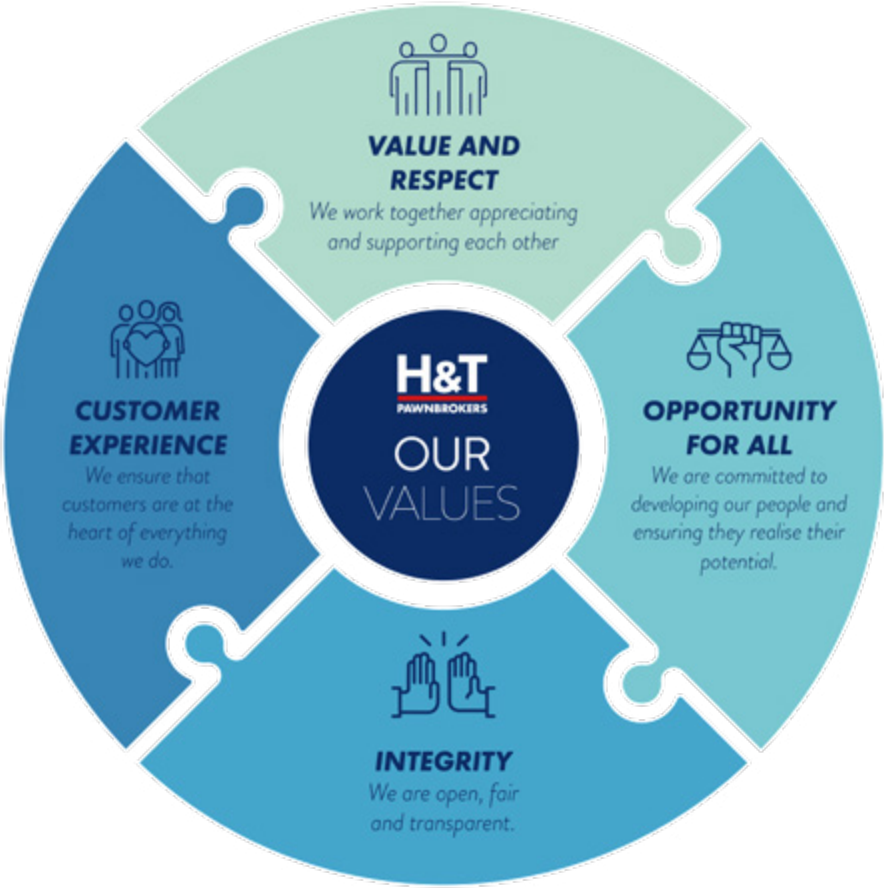 VALUE AND
RESPECT
We work together appreciating
and supporting each other
CUSTOMER
EXPERIENCE
We ensure that
customers are at the
heart of everything
we do.
H&T
PAWNBROKERS
OUR
VALUES
OPPORTUNITY
FOR ALL
We are committed to
developing our people and
ensuring they realise their
potential.
INTEGRITY
We are open, fair
and transparent.